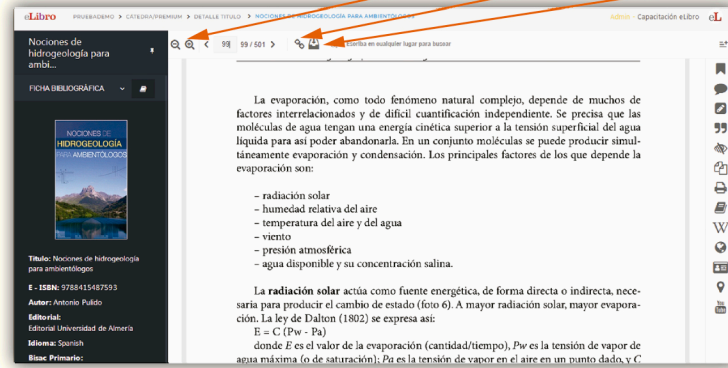 eLibro PRUEBADEMO > CÁTEDRA/PREMIUM > DETALLE TÍTULO > NOCIONES DE HIDROGEOLOGÍA PARA AMBIENTÓLOGOS Admin - Capacitación eLibro eL
Nociones de
hidrogeología para
ambi...
99 99 / 501 Escriba en cualquier lugar para buscar
FICHA BIBLIOGRÁFICA
NOCIONES DE
HIDROGEOLOGÍA
PARA AMBIENTÓLOGOS
Título: Nociones de hidrogeología
para ambientólogos
E - ISBN: 9788415487593
Autor: Antonio Pulido
Editorial:
Editorial Universidad de Almería
Idioma: Spanish
Bisac Primario:
La evaporación, como todo fenómeno natural complejo, depende de muchos de
factores interrelacionados y de difícil cuantificación independiente. Se precisa que las
moléculas de agua tengan una energía cinética superior a la tensión superficial del agua
líquida para así poder abandonarla. En un conjunto moléculas se puede producir simul-
táneamente evaporación y condensación. Los principales factores de los que depende la
evaporación son:
– radiación solar
– humedad relativa del aire
– temperatura del aire y del agua
– viento
– presión atmosférica
– agua disponible y su concentración salina.
La radiación solar actúa como fuente energética, de forma directa o indirecta, nece-
saria para producir el cambio de estado (foto 6). A mayor radiación solar, mayor evapora-
ción. La ley de Dalton (1802) se expresa así:
E = C (Pw - Pa)
donde E es el valor de la evaporación (cantidad/tiempo), Pw es la tensión de vapor de
agua máxima (o de saturación); Pa es la tensión de vapor en el aire en un punto dado, y C
W
You
Tube